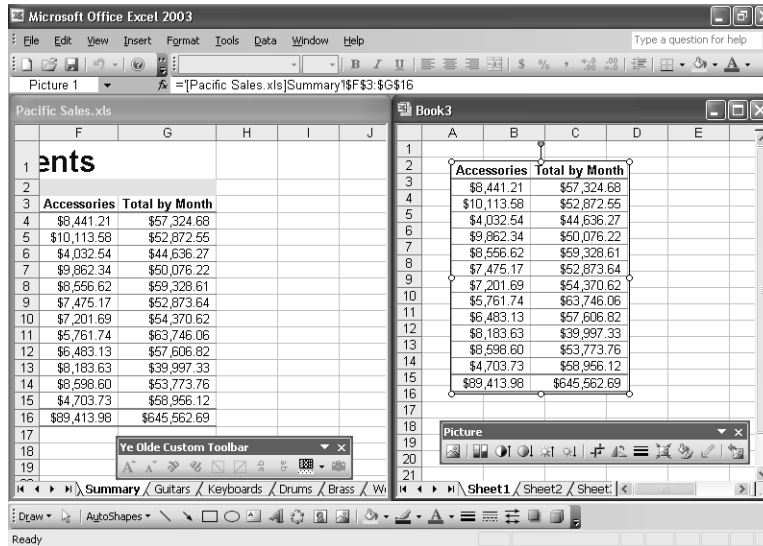 Microsoft Office Excel 2003
File Edit View Insert Format Tools Data Window Help
Type a question for help
B I U $ % ,
Picture 1 fx ='[Pacific Sales.xls]Summary'!$F$3:$G$16
Pacific Sales.xls
F G H I J
1 ents
2
3 Accessories Total by Month
4 $8,441.21 $57,324.68
5 $10,113.58 $52,872.55
6 $4,032.54 $44,636.27
7 $9,862.34 $50,076.22
8 $8,556.62 $59,328.61
9 $7,475.17 $52,873.64
10 $7,201.69 $54,370.62
11 $5,761.74 $63,746.06
12 $6,483.13 $57,606.82
13 $8,183.63 $39,997.33
14 $8,598.60 $53,773.76
15 $4,703.73 $58,956.12
16 $89,413.98 $645,562.69
17
18
19
Ye Olde Custom Toolbar
Summary Guitars Keyboards Drums Brass
Book3
A B C D E
1
2 Accessories Total by Month
3 $8,441.21 $57,324.68
4 $10,113.58 $52,872.55
5 $4,032.54 $44,636.27
6 $9,862.34 $50,076.22
7 $8,556.62 $59,328.61
8 $7,475.17 $52,873.64
9 $7,201.69 $54,370.62
10 $5,761.74 $63,746.06
11 $6,483.13 $57,606.82
12 $8,183.63 $39,997.33
13 $8,598.60 $53,773.76
14 $4,703.73 $58,956.12
15 $89,413.98 $645,562.69
16
17
18
19
20
21
Picture
Sheet1 Sheet2 Sheet
Draw AutoShapes
Ready